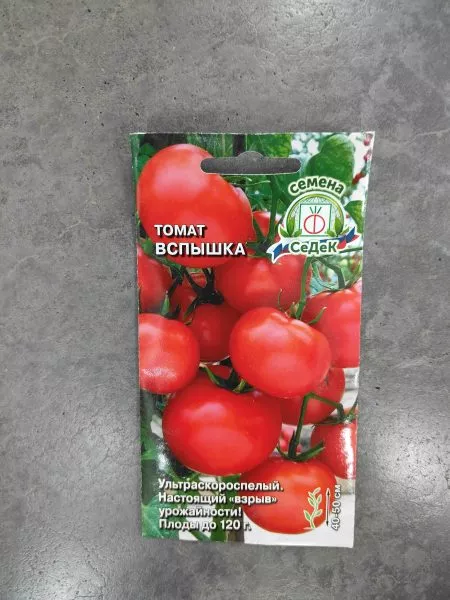 семена
СеДеК
ТОМАТ
ВСПЫШКА
Ультраскороспелый.
Настоящий «взрыв»
урожайности!
Плоды до 120 г.
40-50 см